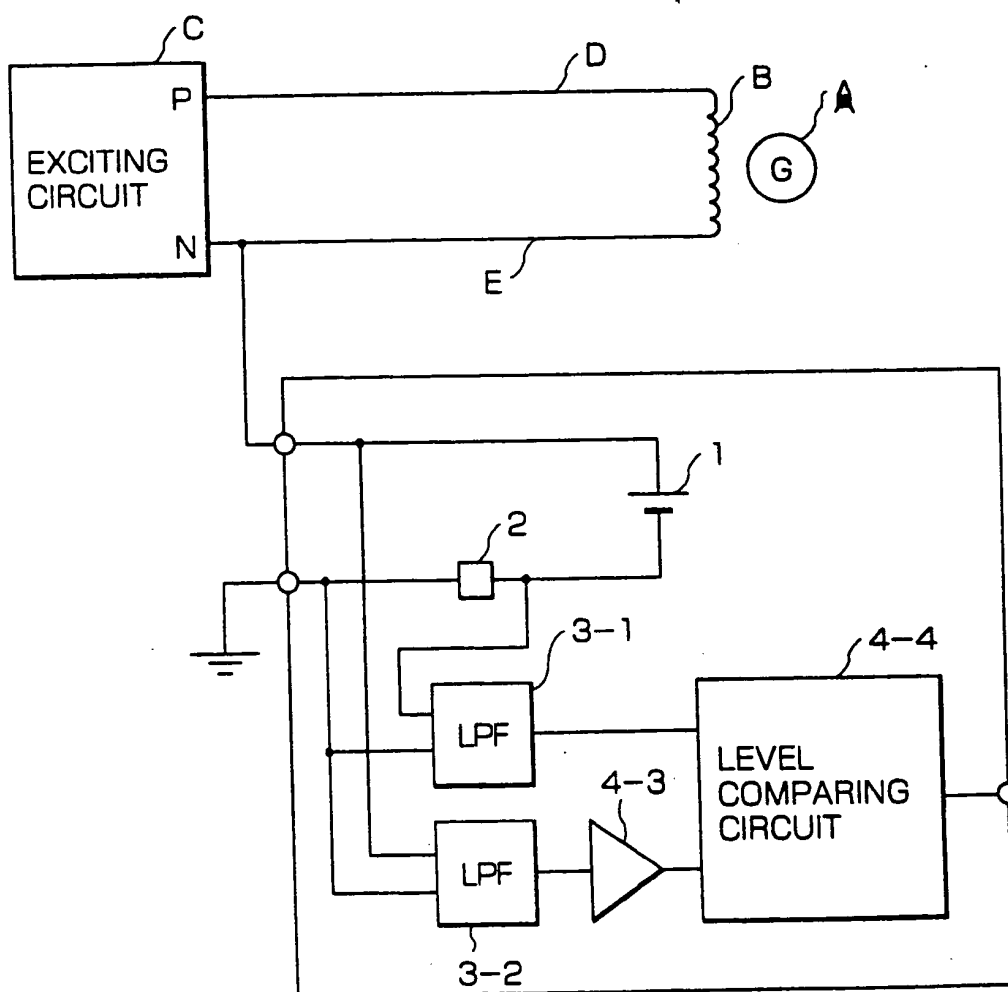 C
P
EXCITING
CIRCUIT
N
D
B
A
G
E
1
2
3-1
LPF
4-4
LEVEL
COMPARING
CIRCUIT
4-3
LPF
3-2